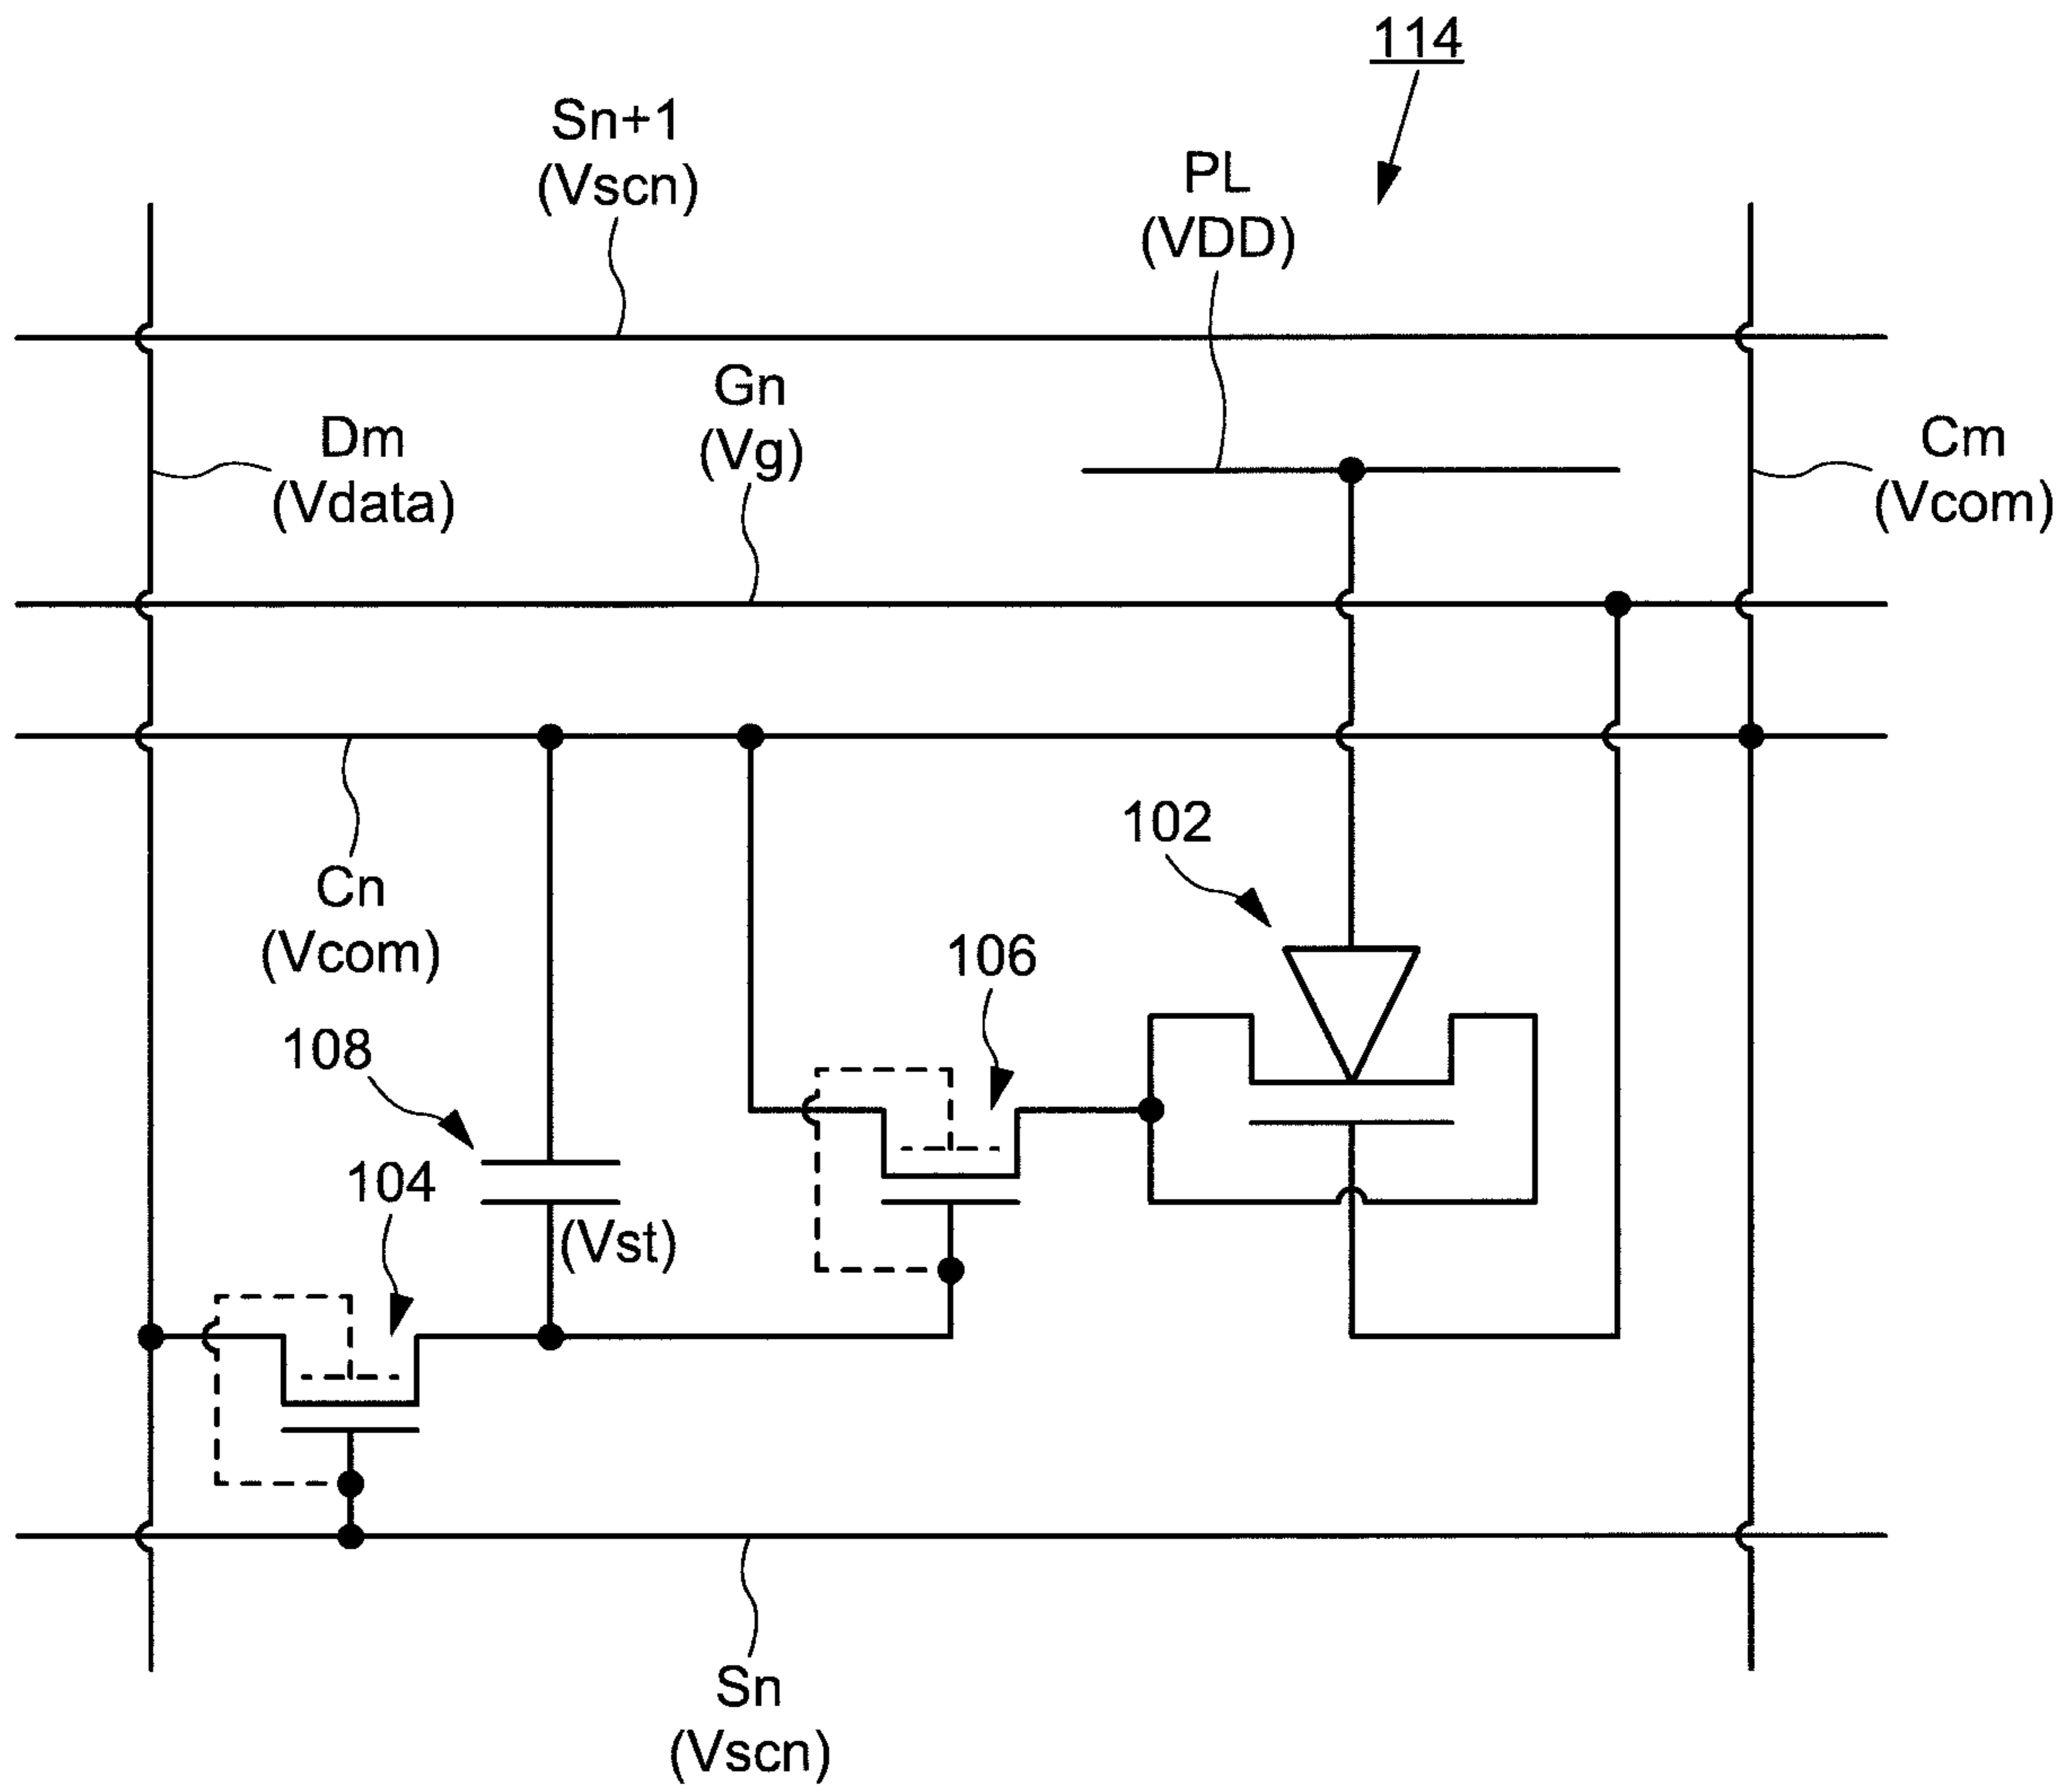 114
Sn+1
(Vscn)
PL
(VDD)
Gn
(Vg)
Dm
(Vdata)
Cm
(Vcom)
102
Cn
(Vcom)
106
108
104
(Vst)
Sn
(Vscn)